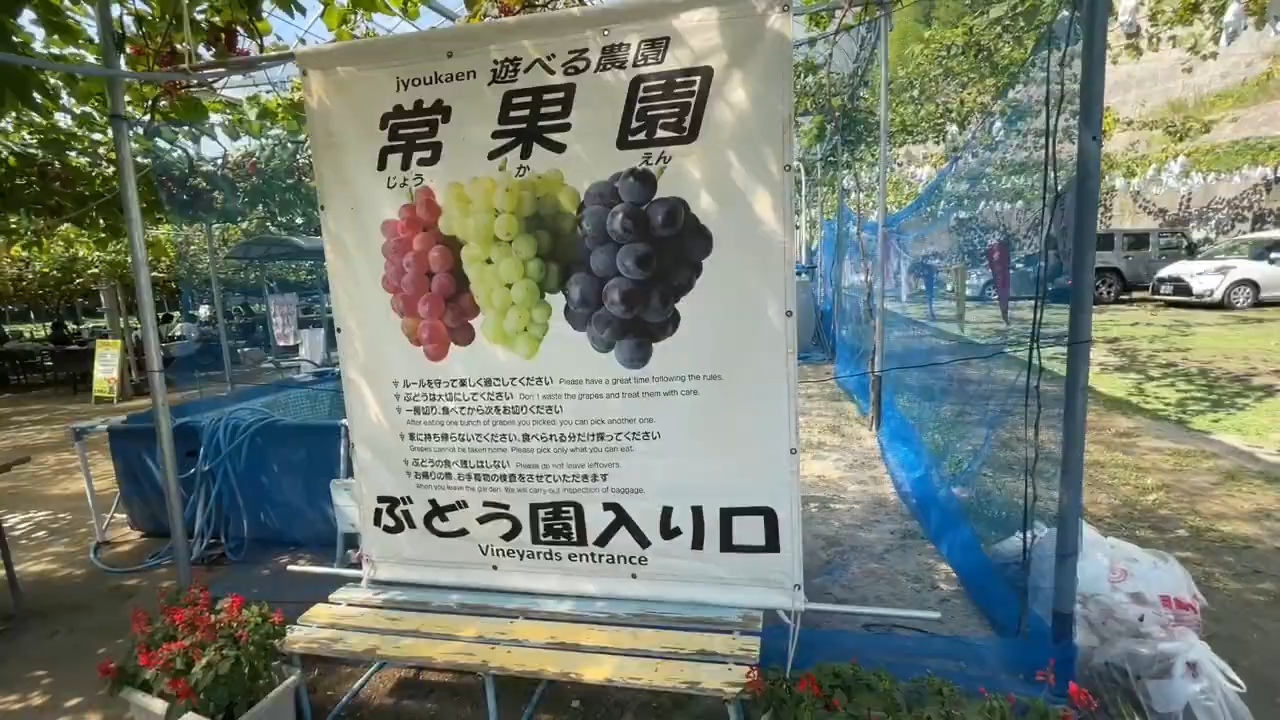 jyoukaen 遊べる農園
常果園
じょう か えん
ルールを守って楽しく過ごしてください Please have a great time following the rules.
ぶどうは大切にしてください Don't waste the grapes and treat them with care.
一房切り、食べてから次をお切りください
After eating one bunch of grapes you picked, you can pick another one.
家に持ち帰らないでください、食べられる分だけ採ってください
Grapes cannot be taken home. Please pick only what you can eat.
ぶどうの食べ残しはしない Please do not leave leftovers.
お帰りの際、お手荷物の検査をさせていただきます
When you leave the garden, We will carry out inspection of baggage.
ぶどう園入り口
Vineyards entrance